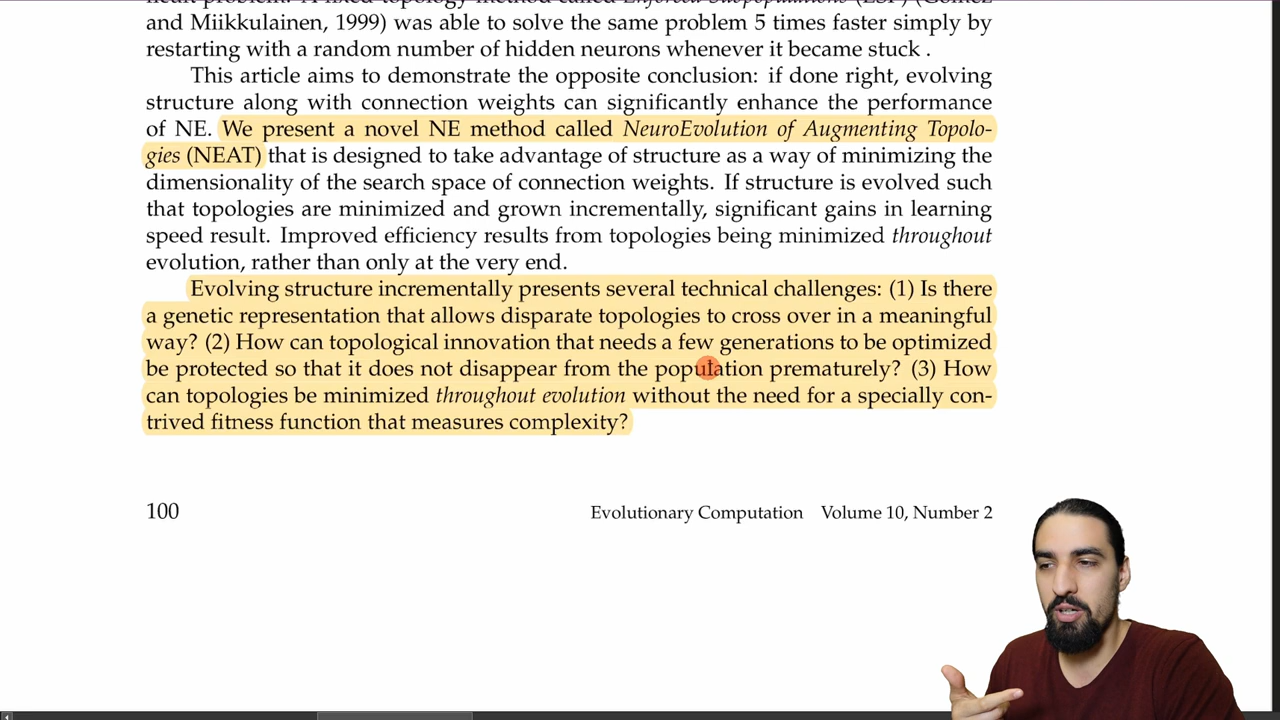 ficult problem. A fixed-topology method called Enforced Subpopulations (ESP) (Gomez
and Miikkulainen, 1999) was able to solve the same problem 5 times faster simply by
restarting with a random number of hidden neurons whenever it became stuck .
This article aims to demonstrate the opposite conclusion: if done right, evolving
structure along with connection weights can significantly enhance the performance
of NE. We present a novel NE method called NeuroEvolution of Augmenting Topolo-
gies (NEAT) that is designed to take advantage of structure as a way of minimizing the
dimensionality of the search space of connection weights. If structure is evolved such
that topologies are minimized and grown incrementally, significant gains in learning
speed result. Improved efficiency results from topologies being minimized throughout
evolution, rather than only at the very end.
Evolving structure incrementally presents several technical challenges: (1) Is there
a genetic representation that allows disparate topologies to cross over in a meaningful
way? (2) How can topological innovation that needs a few generations to be optimized
be protected so that it does not disappear from the population prematurely? (3) How
can topologies be minimized throughout evolution without the need for a specially con-
trived fitness function that measures complexity?
100 Evolutionary Computation Volume 10, Number 2